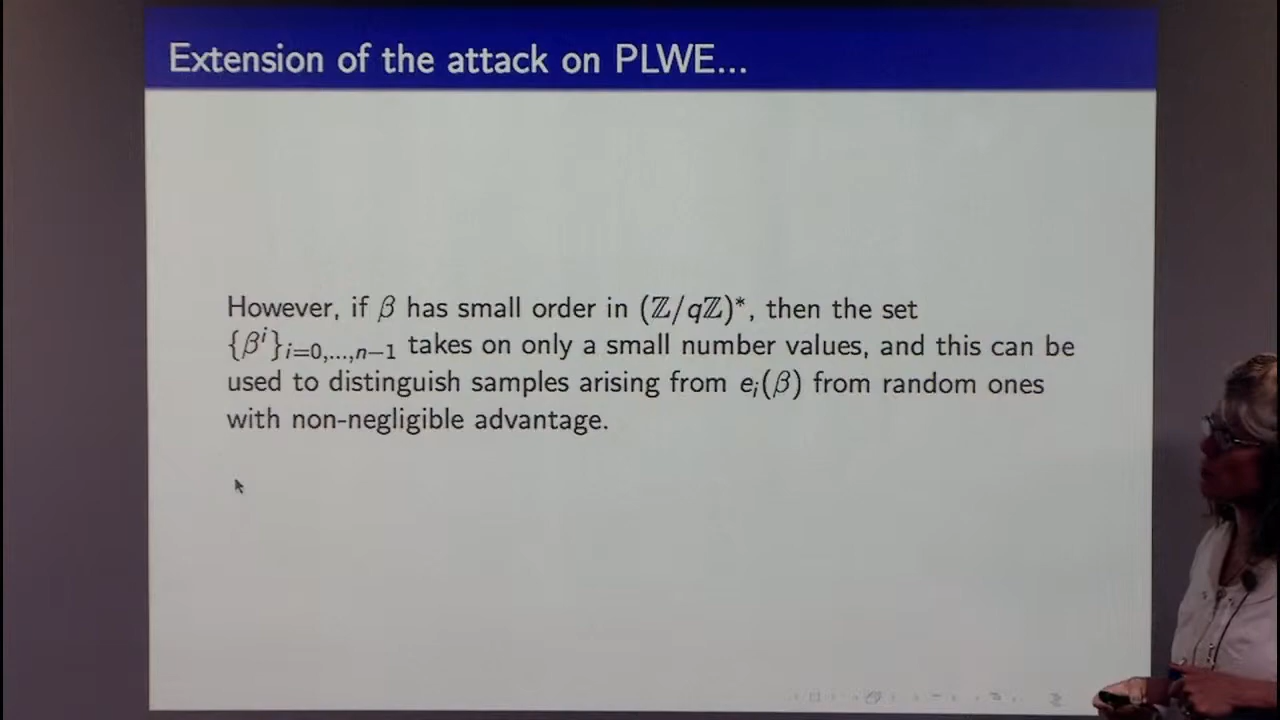 Extension of the attack on PLWE...
However, if β has small order in (ℤ/qℤ)*, then the set
{βⁱ}ᵢ₌₀,...,ₙ₋₁ takes on only a small number values, and this can be
used to distinguish samples arising from eᵢ(β) from random ones
with non-negligible advantage.